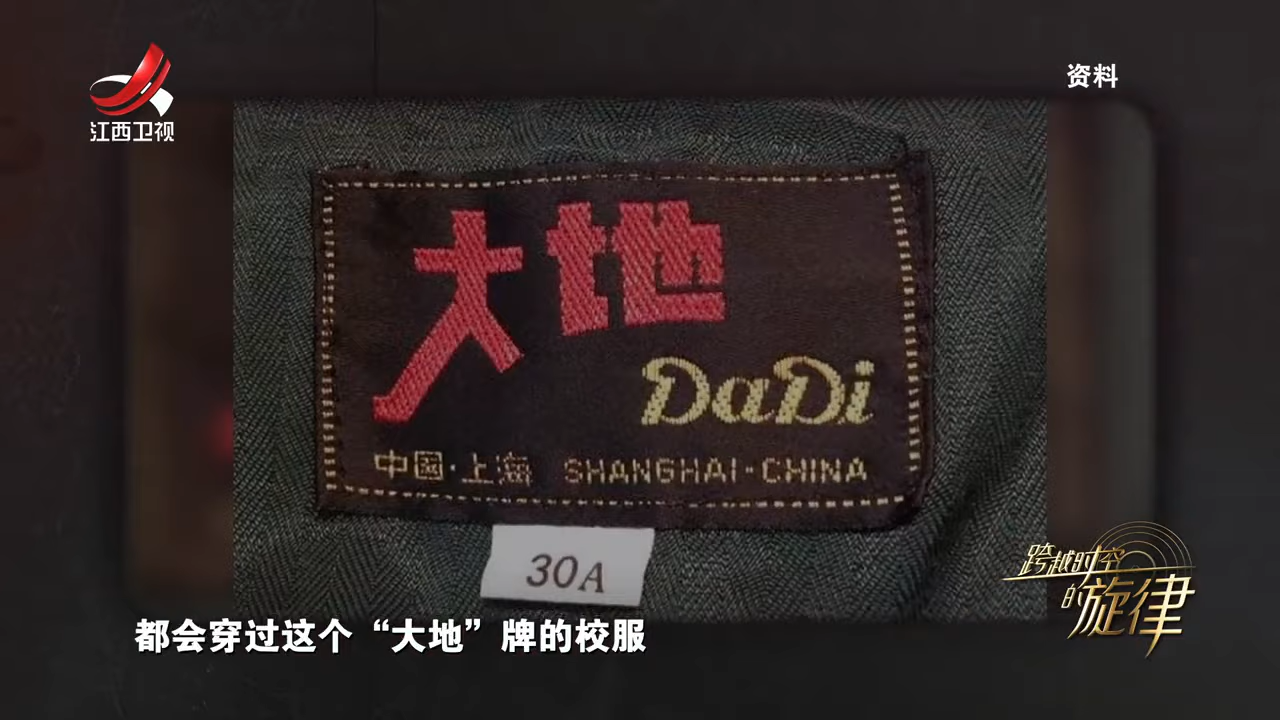 江西卫视
资料
大地
DaDi
中国·上海 SHANGHAI·CHINA
30A
跨越时空
的旋律
都会穿过这个“大地”牌的校服